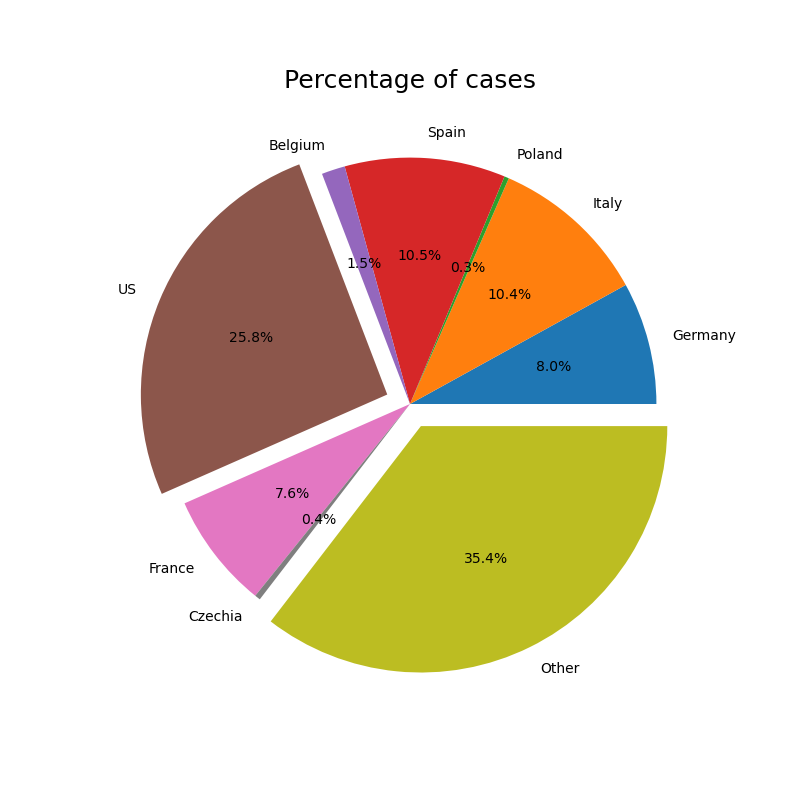 Percentage of cases
Spain
Belgium
Poland
Italy
10.5%
1.5%
0.3%
US
10.4%
25.8%
Germany
8.0%
7.6%
0.4%
35.4%
France
Czechia
Other